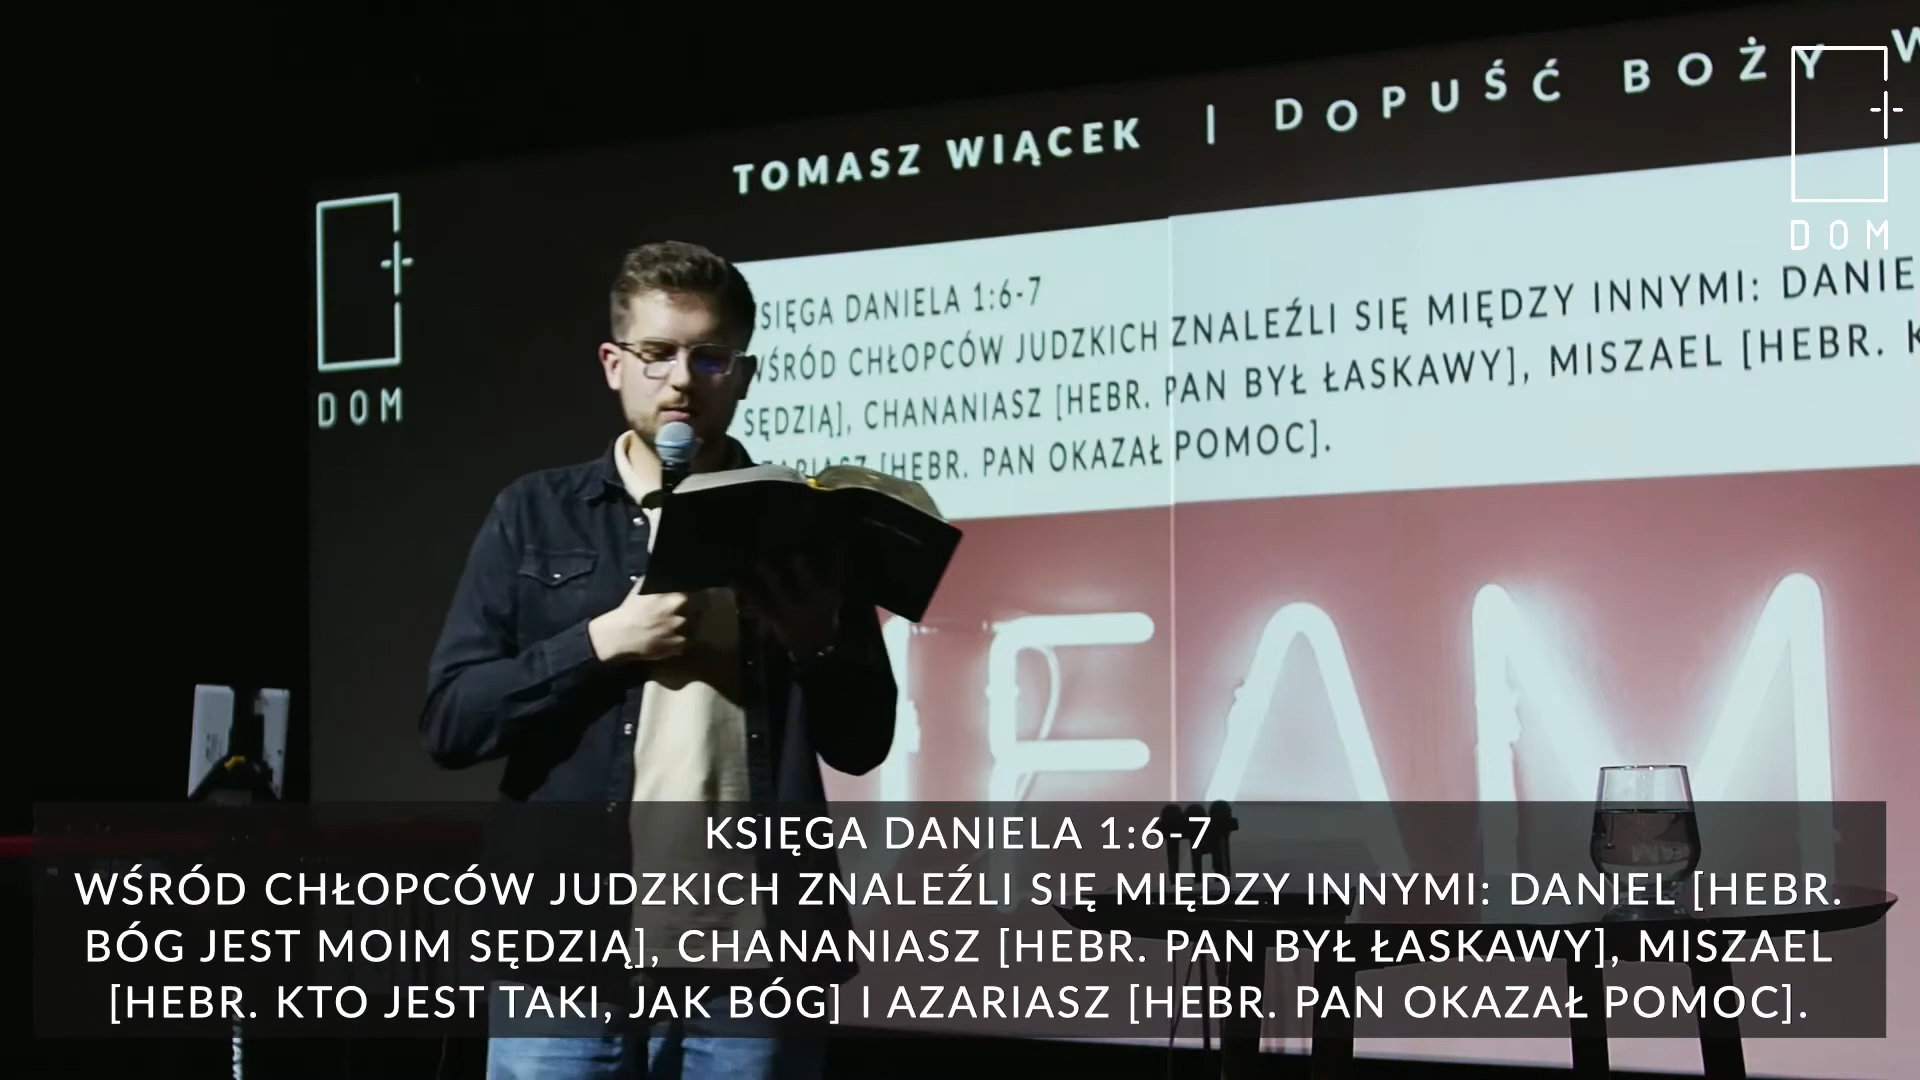 TOMASZ WIĄCEK | DOPUŚĆ BOŻY
DOM
DOM
KSIĘGA DANIELA 1:6-7
WŚRÓD CHŁOPCÓW JUDZKICH ZNALEŹLI SIĘ MIĘDZY INNYMI:
SĘDZIĄ], CHANANIASZ [HEBR. PAN BYŁ ŁASKAWY], MISZAEL [HEBR.
[HEBR. PAN OKAZAŁ POMOC].
KSIĘGA DANIELA 1:6-7
WŚRÓD CHŁOPCÓW JUDZKICH ZNALEŹLI SIĘ MIĘDZY INNYMI: DANIEL [HEBR.
BÓG JEST MOIM SĘDZIĄ], CHANANIASZ [HEBR. PAN BYŁ ŁASKAWY], MISZAEL
[HEBR. KTO JEST TAKI, JAK BÓG] I AZARIASZ [HEBR. PAN OKAZAŁ POMOC].